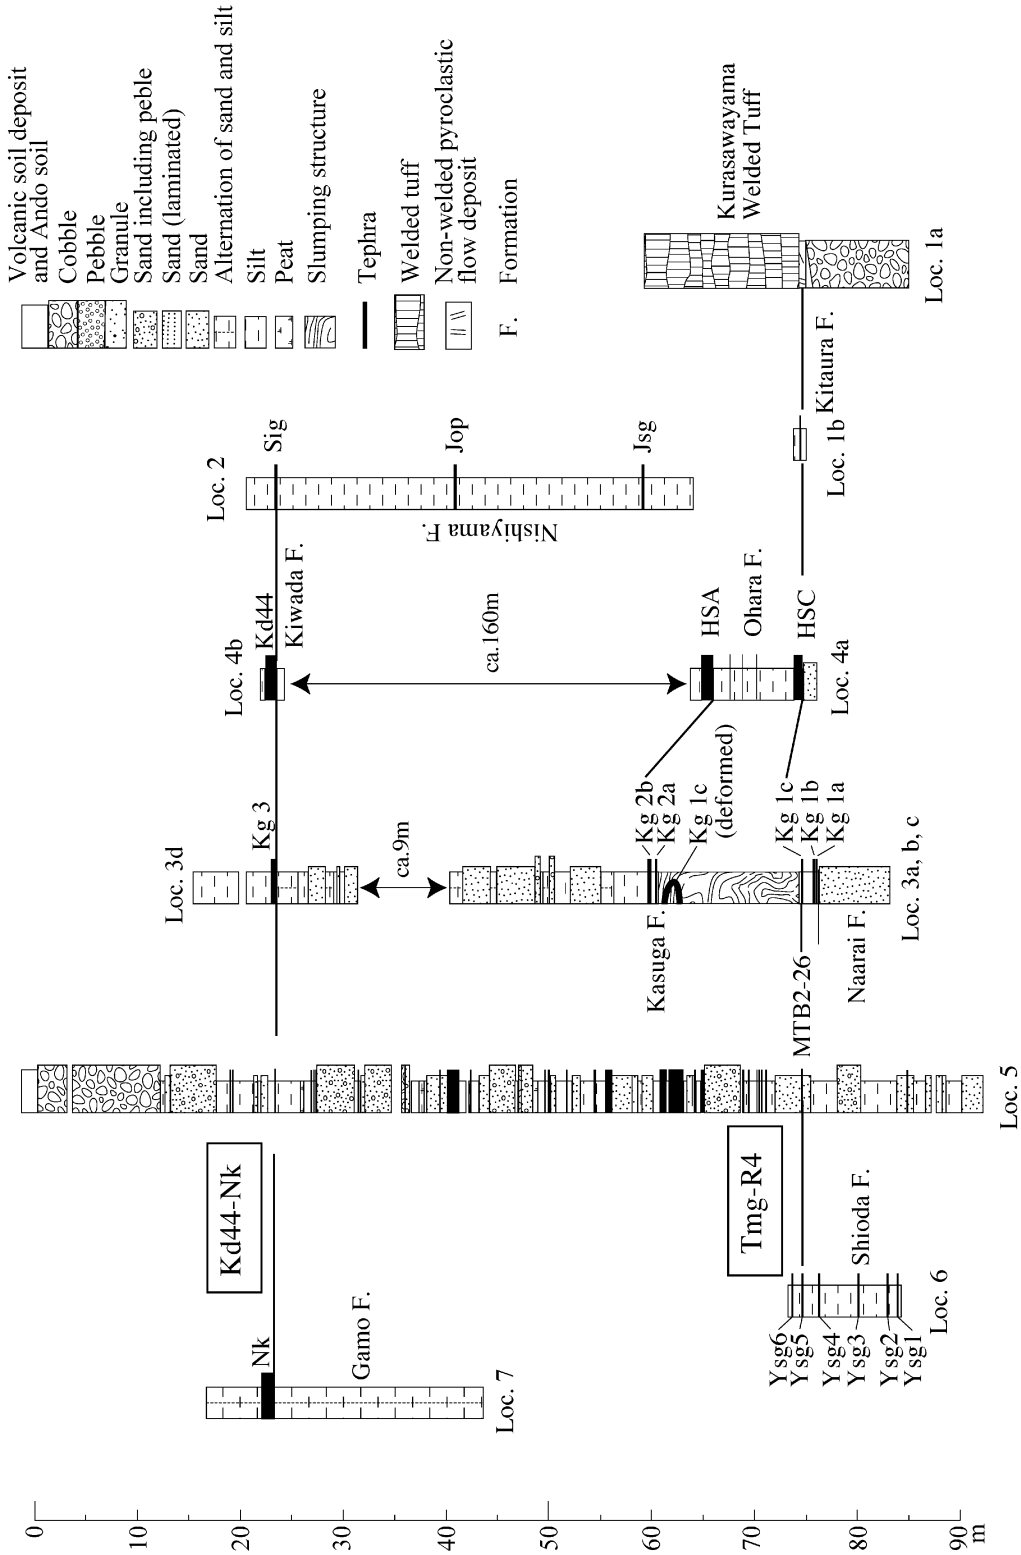 Volcanic soil deposit
and Ando soil
Cobble
Pebble
Granule
Sand including peble
Sand (laminated)
Sand
Alternation of sand and silt
Silt
Peat
Slumping structure
Tephra
Welded tuff
Non-welded pyroclastic
flow deposit
F. Formation
Kurasawayama
Welded Tuff
Loc. 1a
Kitaura F.
Loc. 1b
Loc. 2
Sig
Jop
Jsg
Nishiyama F.
Loc. 4b
Kd44
Kiwada F.
ca.160m
HSA
Ohara F.
HSC
Loc. 4a
Loc. 3d
Kg 3
ca.9m
Kg 2b
Kg 2a
Kg 1c
(deformed)
Kg 1c
Kg 1b
Kg 1a
Kasuga F.
MTB2-26
Naarai F.
Loc. 3a, b, c
Loc. 5
Kd44-Nk
Tmg-R4
Shioda F.
Loc. 6
Ysg6
Ysg5
Ysg4
Ysg3
Ysg2
Ysg1
Nk
Gamo F.
Loc. 7
0
10
20
30
40
50
60
70
80
90
m